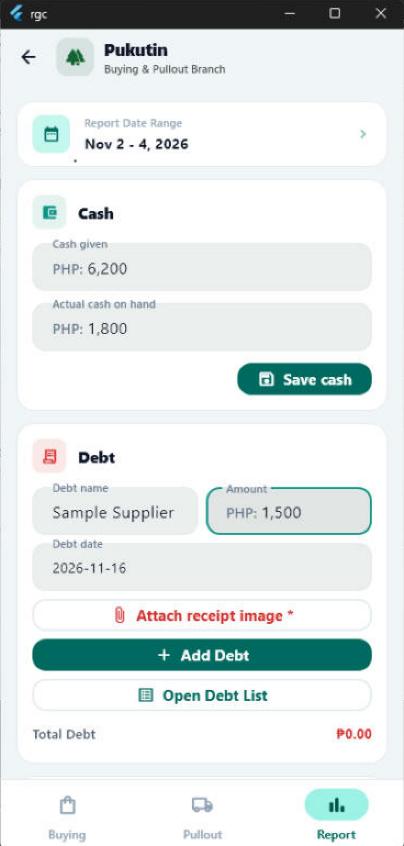 rgc
Pukutin
Buying & Pullout Branch
Report Date Range
Nov 2 - 4, 2026
Cash
Cash given
PHP: 6,200
Actual cash on hand
PHP: 1,800
Save cash
Debt
Debt name
Sample Supplier
Amount
PHP: 1,500
Debt date
2026-11-16
Attach receipt image *
+ Add Debt
Open Debt List
Total Debt ₱0.00
Buying Pullout Report